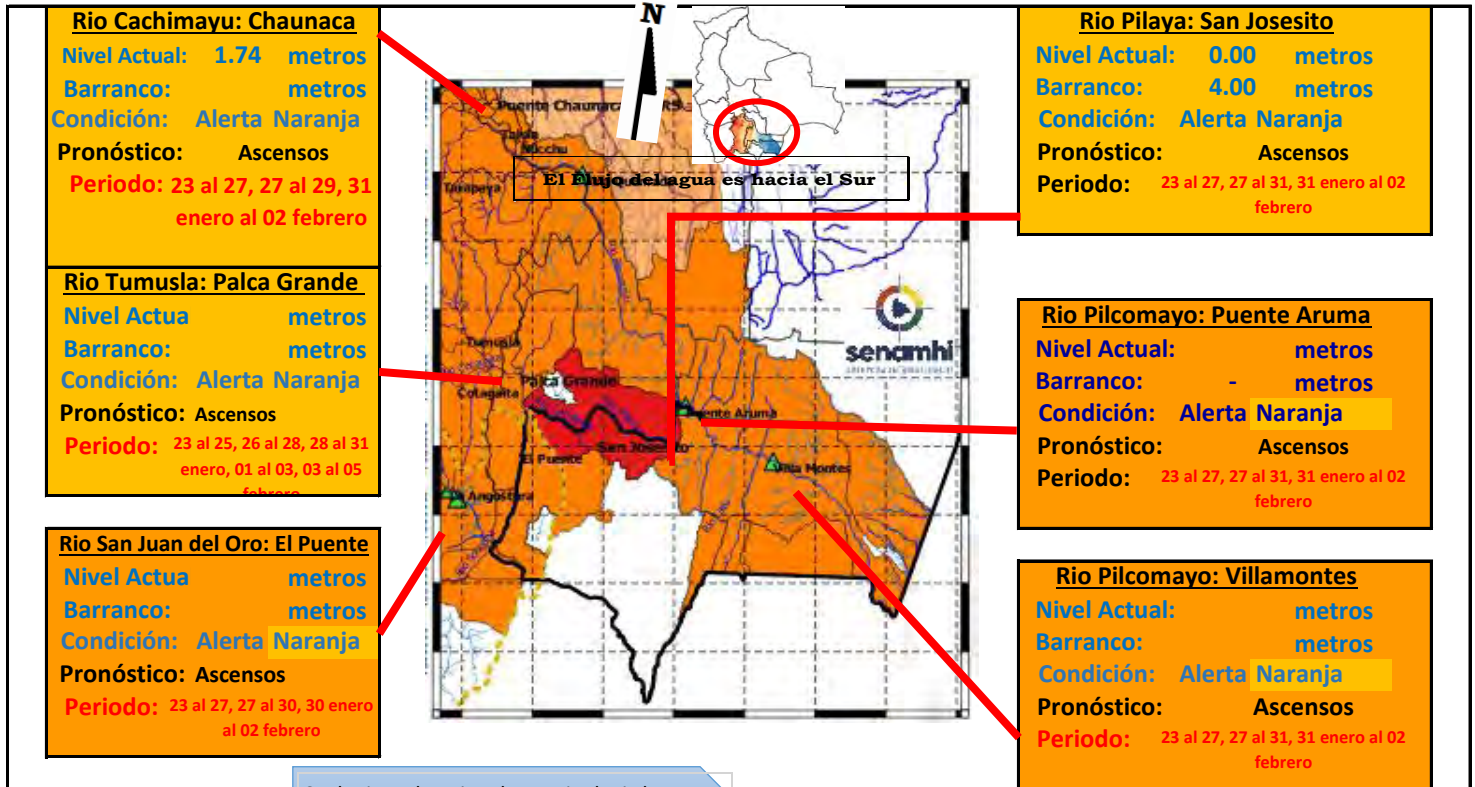 Rio Cachimayu: Chaunaca
Nivel Actual: 1.74 metros
Barranco: metros
Condición: Alerta Naranja
Pronóstico: Ascensos
Periodo: 23 al 27, 27 al 29, 31
enero al 02 febrero
Rio Tumusla: Palca Grande
Nivel Actua metros
Barranco: metros
Condición: Alerta Naranja
Pronóstico: Ascensos
Periodo: 23 al 25, 26 al 28, 28 al 31
enero, 01 al 03, 03 al 05
febrero
Rio San Juan del Oro: El Puente
Nivel Actua metros
Barranco: metros
Condición: Alerta Naranja
Pronóstico: Ascensos
Periodo: 23 al 27, 27 al 30, 30 enero
al 02 febrero
N
Puente Chaunaca
Talula
Nucchu
Tarapaya
El Flujo del agua es hacia el Sur
senamhi
Tumusla
Palca Grande
Cotagaita
Puente Aruma
San Josesito
El Puente
Villa Montes
Angostura
Rio Pilaya: San Josesito
Nivel Actual: 0.00 metros
Barranco: 4.00 metros
Condición: Alerta Naranja
Pronóstico: Ascensos
Periodo: 23 al 27, 27 al 31, 31 enero al 02
febrero
Rio Pilcomayo: Puente Aruma
Nivel Actual: metros
Barranco: - metros
Condición: Alerta Naranja
Pronóstico: Ascensos
Periodo: 23 al 27, 27 al 31, 31 enero al 02
febrero
Rio Pilcomayo: Villamontes
Nivel Actual: metros
Barranco: metros
Condición: Alerta Naranja
Pronóstico: Ascensos
Periodo: 23 al 27, 27 al 31, 31 enero al 02
febrero